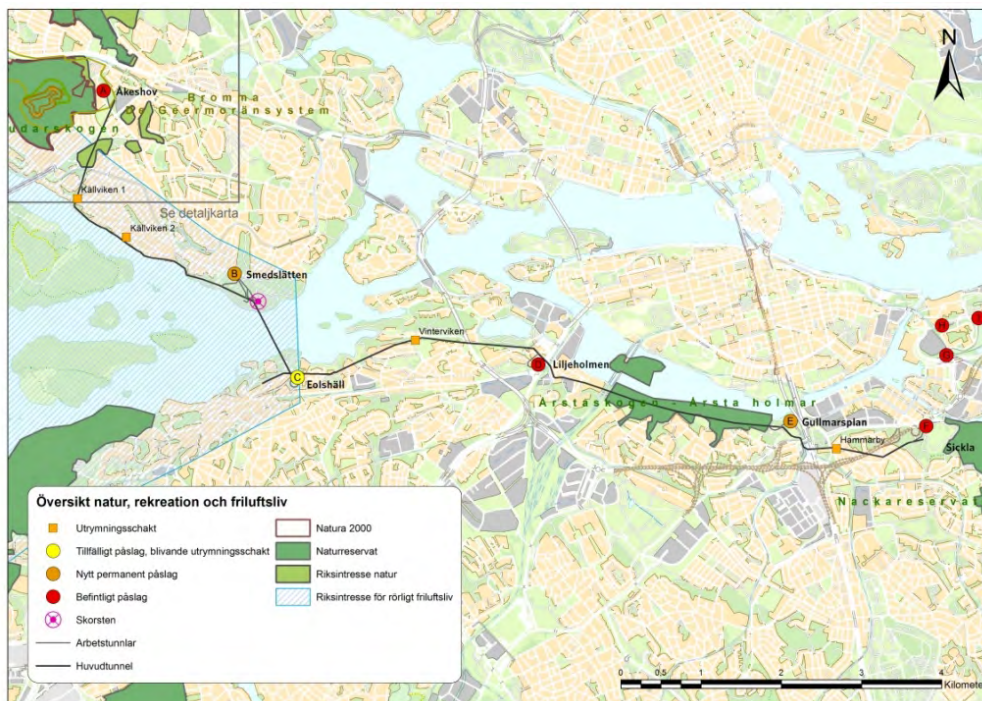 N
A
Åkeshov
Bromma
De Geermoränsystem
udarskogen
Källviken 1
Se detaljkarta
Källviken 2
B
Smedslätten
H
Vinterviken
C
Eolshäll
D
Liljeholmen
Årstaskogen - Årsta holmar
E
Gullmarsplan
F
Hammarby
Sickla
Nackareservat
Översikt natur, rekreation och friluftsliv
Utrymningsschakt
Tillfälligt påslag, blivande utrymningsschakt
Nytt permanent påslag
Befintligt påslag
Skorsten
Arbetstunnlar
Huvudtunnel
Natura 2000
Naturreservat
Riksintresse natur
Riksintresse för rörligt friluftsliv
0 0,5 1 2 3 4
Kilomete